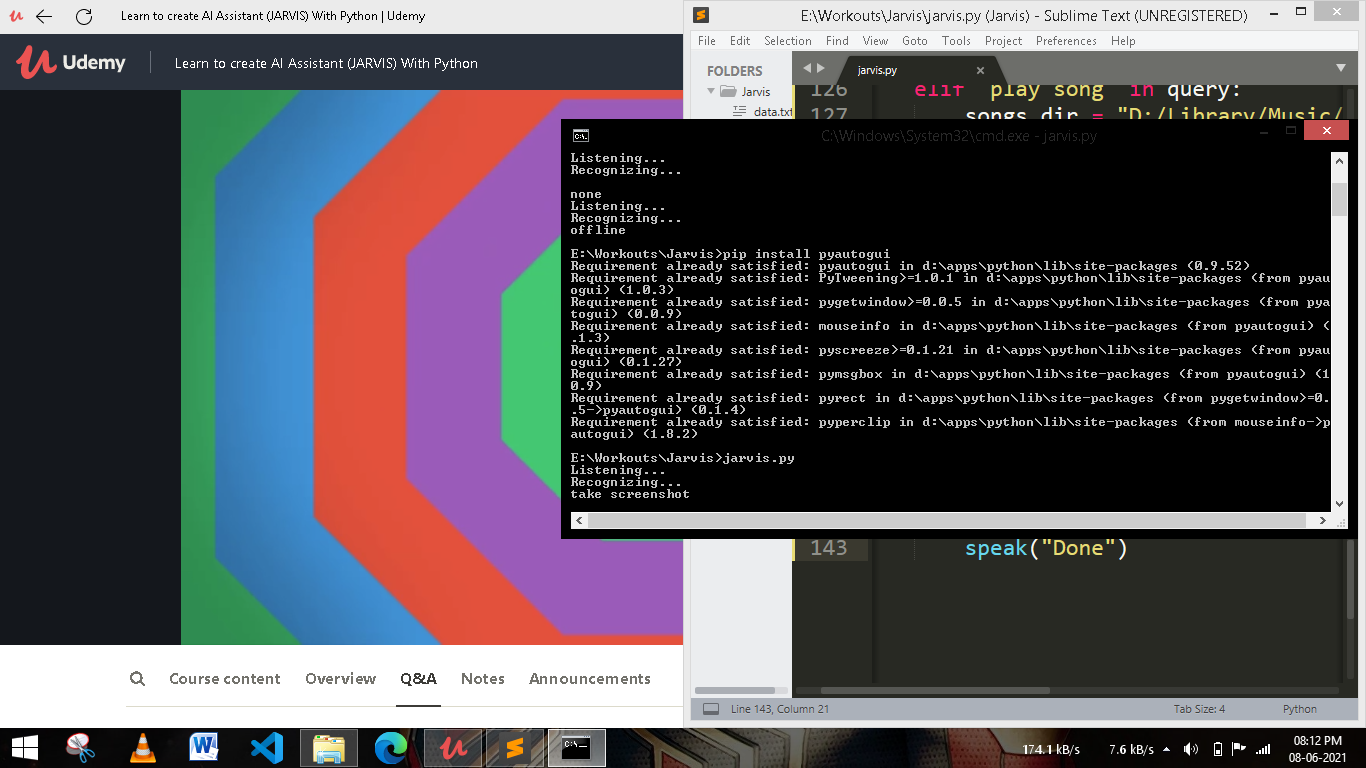 Learn to create AI Assistant (JARVIS) With Python | Udemy
Udemy
Learn to create AI Assistant (JARVIS) With Python
Course content
Overview
Q&A
Notes
Announcements
E:\Workouts\Jarvis\jarvis.py (Jarvis) - Sublime Text (UNREGISTERED)
File Edit Selection Find View Goto Tools Project Preferences Help
FOLDERS
Jarvis
data.txt
jarvis.py
126 elif "play song" in query:
127 songs_dir = "D:/Library/Music/
C:\Windows\System32\cmd.exe - jarvis.py
Listening...
Recognizing...
none
Listening...
Recognizing...
offline
E:\Workouts\Jarvis>pip install pyautogui
Requirement already satisfied: pyautogui in d:\apps\python\lib\site-packages (0.9.52)
Requirement already satisfied: PyTweening>=1.0.1 in d:\apps\python\lib\site-packages (from pyau
ogui) (1.0.3)
Requirement already satisfied: pygetwindow>=0.0.5 in d:\apps\python\lib\site-packages (from pya
togui) (0.0.9)
Requirement already satisfied: mouseinfo in d:\apps\python\lib\site-packages (from pyautogui) (
.1.3)
Requirement already satisfied: pyscreeze>=0.1.21 in d:\apps\python\lib\site-packages (from pyau
ogui) (0.1.27)
Requirement already satisfied: pymsgbox in d:\apps\python\lib\site-packages (from pyautogui) (1
0.9)
Requirement already satisfied: pyrect in d:\apps\python\lib\site-packages (from pygetwindow>=0.
.5->pyautogui) (0.1.4)
Requirement already satisfied: pyperclip in d:\apps\python\lib\site-packages (from mouseinfo->p
autogui) (1.8.2)
E:\Workouts\Jarvis>jarvis.py
Listening...
Recognizing...
take screenshot
143 speak("Done")
Line 143, Column 21
Tab Size: 4
Python
174.1 kB/s
7.6 kB/s
08:12 PM
08-06-2021